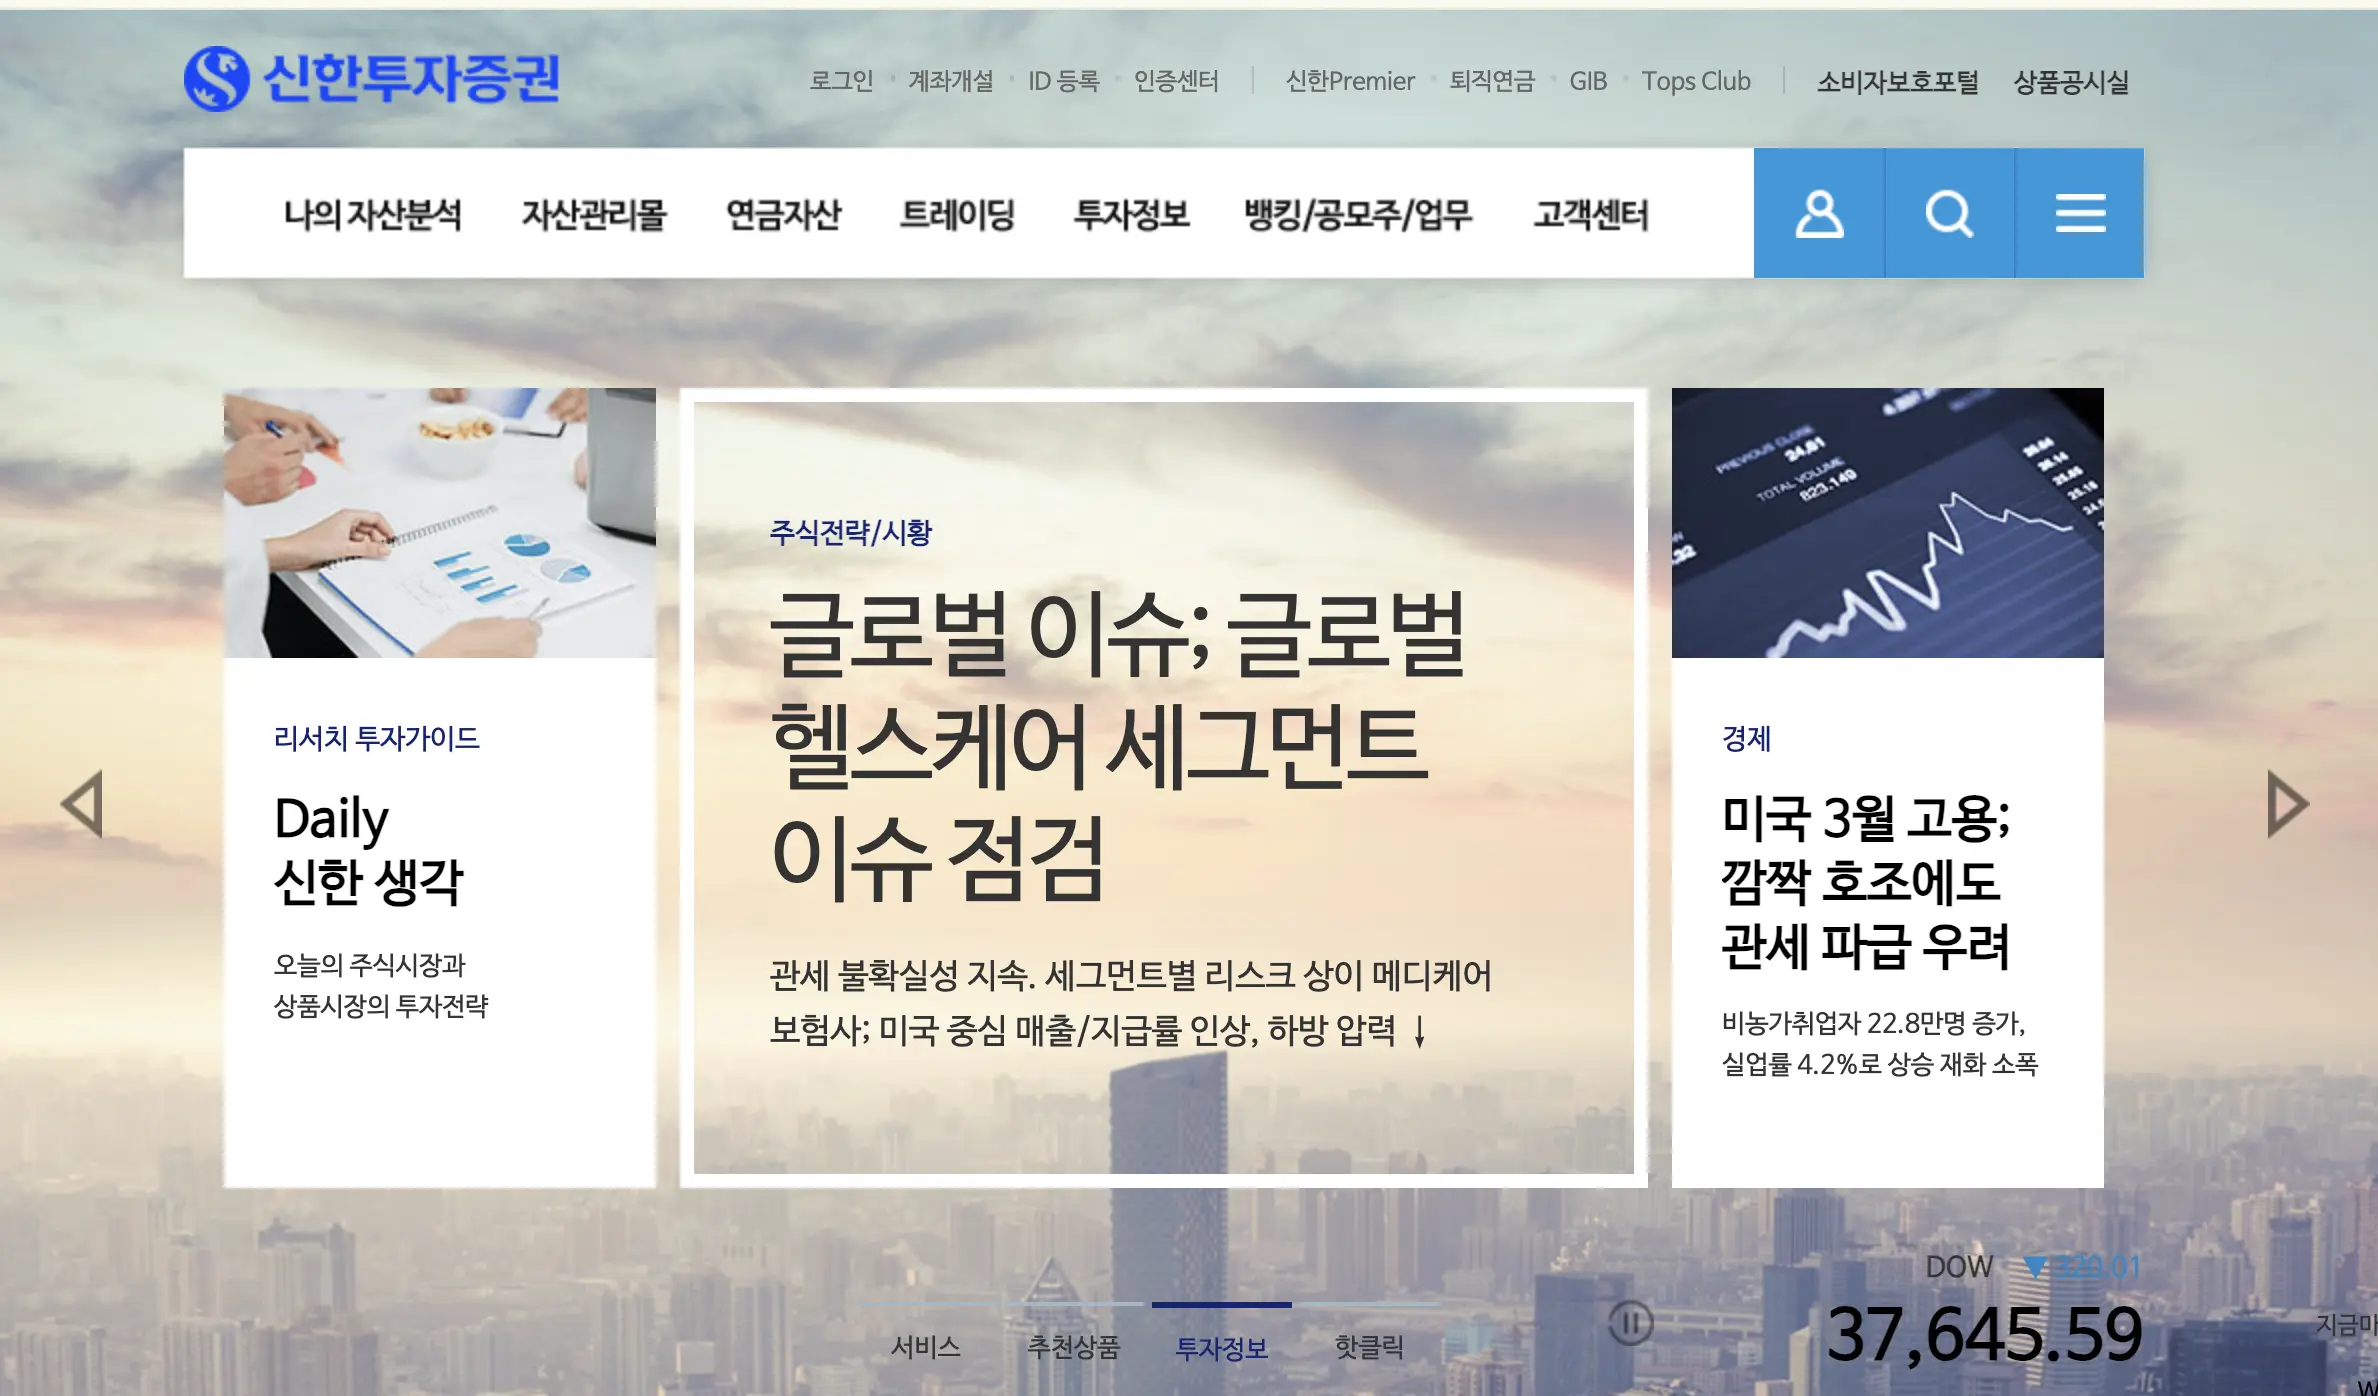 신한투자증권
로그인 계좌개설 ID 등록 인증센터 신한Premier 퇴직연금 GIB Tops Club 소비자보호포털 상품공시실
나의 자산분석 자산관리몰 연금자산 트레이딩 투자정보 뱅킹/공모주/업무 고객센터
리서치 투자가이드
Daily
신한 생각
오늘의 주식시장과
상품시장의 투자전략
주식전략/시황
글로벌 이슈; 글로벌
헬스케어 세그먼트
이슈 점검
관세 불확실성 지속. 세그먼트별 리스크 상이 메디케어
보험사; 미국 중심 매출/지급률 인상, 하방 압력 ↓
PREVIOUS CLOSE
24,61
TOTAL VOLUME
823.149
경제
미국 3월 고용;
깜짝 호조에도
관세 파급 우려
비농가취업자 22.8만명 증가,
실업률 4.2%로 상승 재화 소폭
서비스 추천상품 투자정보 핫클릭
DOW ▼320.01
37,645.59